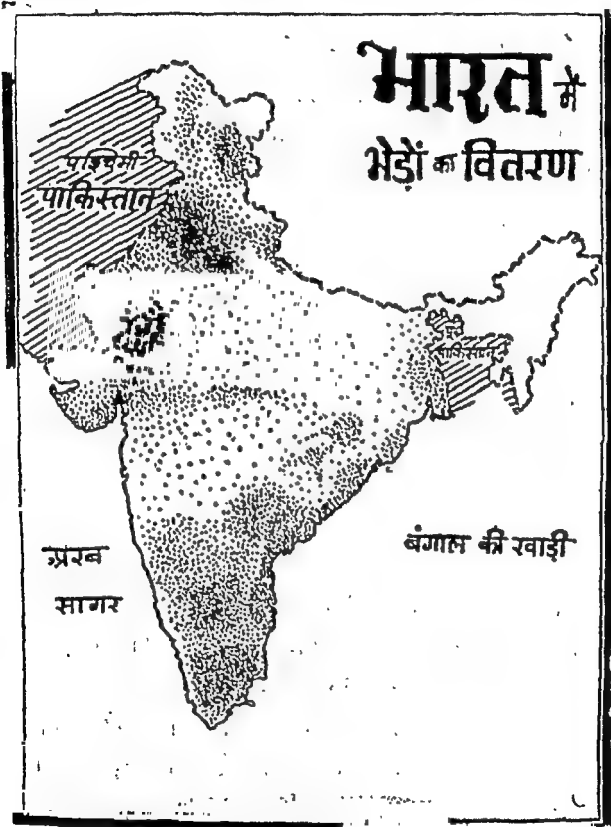 भारत में
भेड़ों का वितरण
पश्चिमी
पाकिस्तान
पाकिस्तान
अरब
सागर
बंगाल की खाड़ी